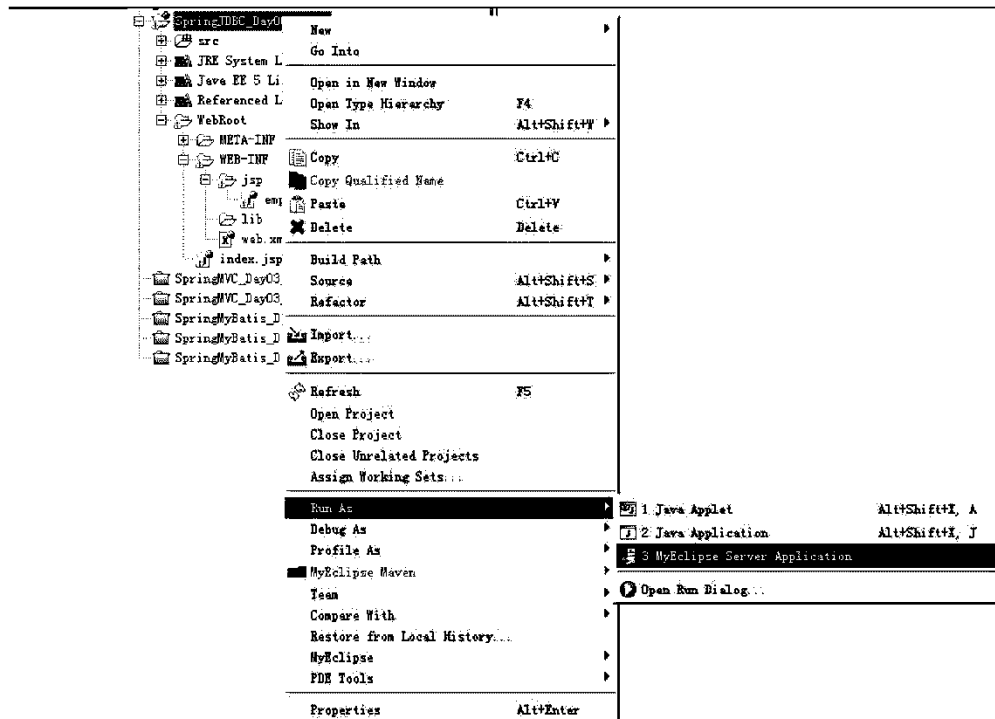 SpringJDBC_Day0
src
JRE System L
Java EE 5 Li
Referenced L
WebRoot
META-INF
WEB-INF
jsp
emp
lib
web.xm
index.jsp
SpringMVC_Day03
SpringMVC_Day03
SpringMyBatis_D
SpringMyBatis_D
SpringMyBatis_D
New
Go Into
Open in New Window
Open Type Hierarchy F4
Show In Alt+Shift+W
Copy Ctrl+C
Copy Qualified Name
Paste Ctrl+V
Delete Delete
Build Path
Source Alt+Shift+S
Refactor Alt+Shift+T
Import...
Export...
Refresh F5
Open Project
Close Project
Close Unrelated Projects
Assign Working Sets...
Run As
Debug As
Profile As
MyEclipse Maven
Team
Compare With
Restore from Local History...
MyEclipse
PDE Tools
Properties Alt+Enter
1 Java Applet Alt+Shift+X, A
2 Java Application Alt+Shift+X, J
3 MyEclipse Server Application
Open Run Dialog...